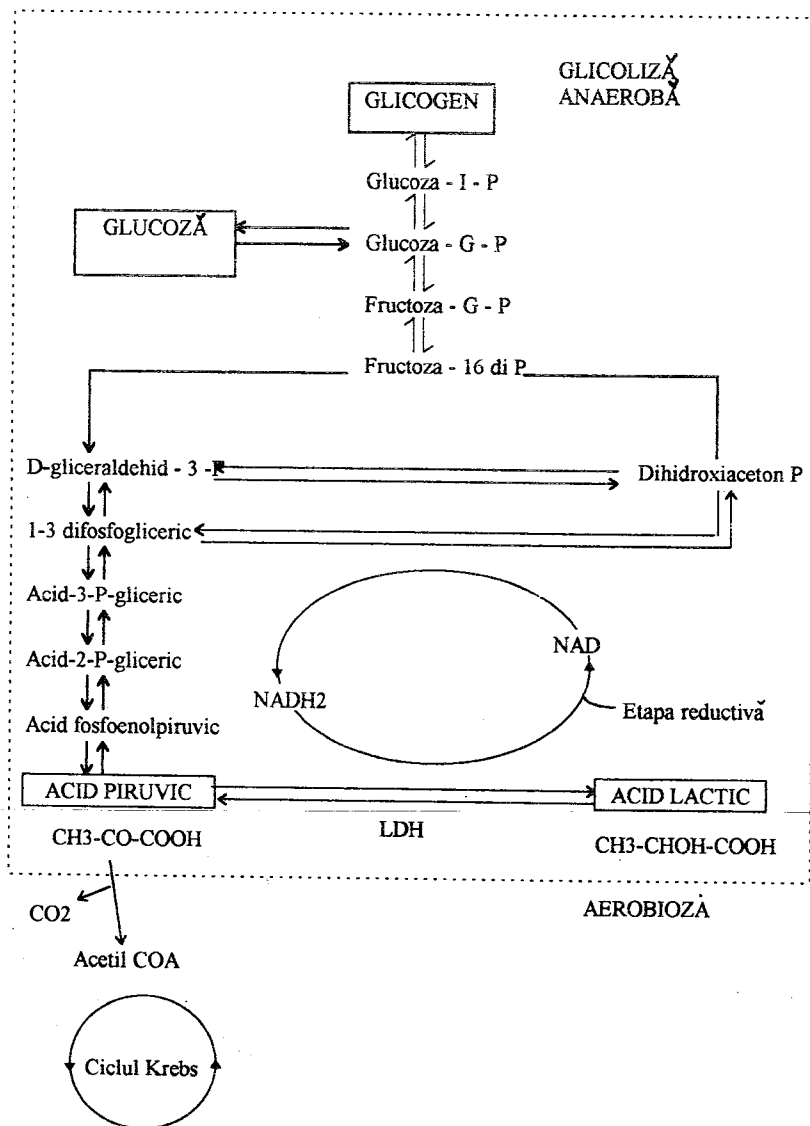 GLICOLIZĂ
ANAEROBĂ
GLICOGEN
Glucoza - I - P
GLUCOZĂ
Glucoza - G - P
Fructoza - G - P
Fructoza - 16 di P
D-gliceraldehid - 3 -P
Dihidroxiaceton P
1-3 difosfogliceric
Acid-3-P-gliceric
Acid-2-P-gliceric
NAD
NADH2
Etapa reductivă
Acid fosfoenolpiruvic
ACID PIRUVIC
ACID LACTIC
LDH
CH3-CO-COOH
CH3-CHOH-COOH
CO2
AEROBIOZĂ
Acetil COA
Ciclul Krebs